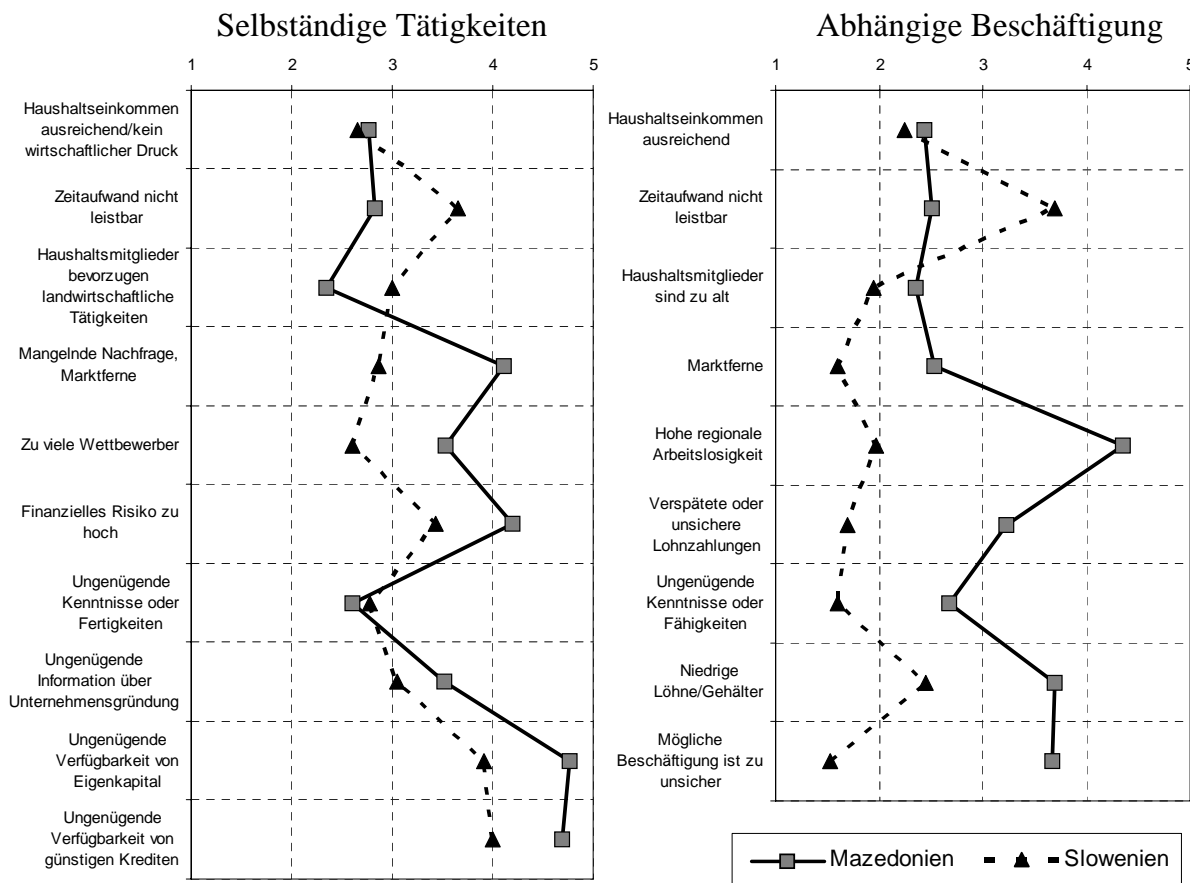 Selbständige Tätigkeiten
1 2 3 4 5
Haushaltseinkommen
ausreichend/kein
wirtschaftlicher Druck
Zeitaufwand nicht
leistbar
Haushaltsmitglieder
bevorzugen
landwirtschaftliche
Tätigkeiten
Mangelnde Nachfrage,
Marktferne
Zu viele Wettbewerber
Finanzielles Risiko zu
hoch
Ungenügende
Kenntnisse oder
Fertigkeiten
Ungenügende
Information über
Unternehmensgründung
Ungenügende
Verfügbarkeit von
Eigenkapital
Ungenügende
Verfügbarkeit von
günstigen Krediten
Abhängige Beschäftigung
1 2 3 4 5
Haushaltseinkommen
ausreichend
Zeitaufwand nicht
leistbar
Haushaltsmitglieder
sind zu alt
Marktferne
Hohe regionale
Arbeitslosigkeit
Verspätete oder
unsichere
Lohnzahlungen
Ungenügende
Kenntnisse oder
Fähigkeiten
Niedrige
Löhne/Gehälter
Mögliche
Beschäftigung ist zu
unsicher
Mazedonien Slowenien